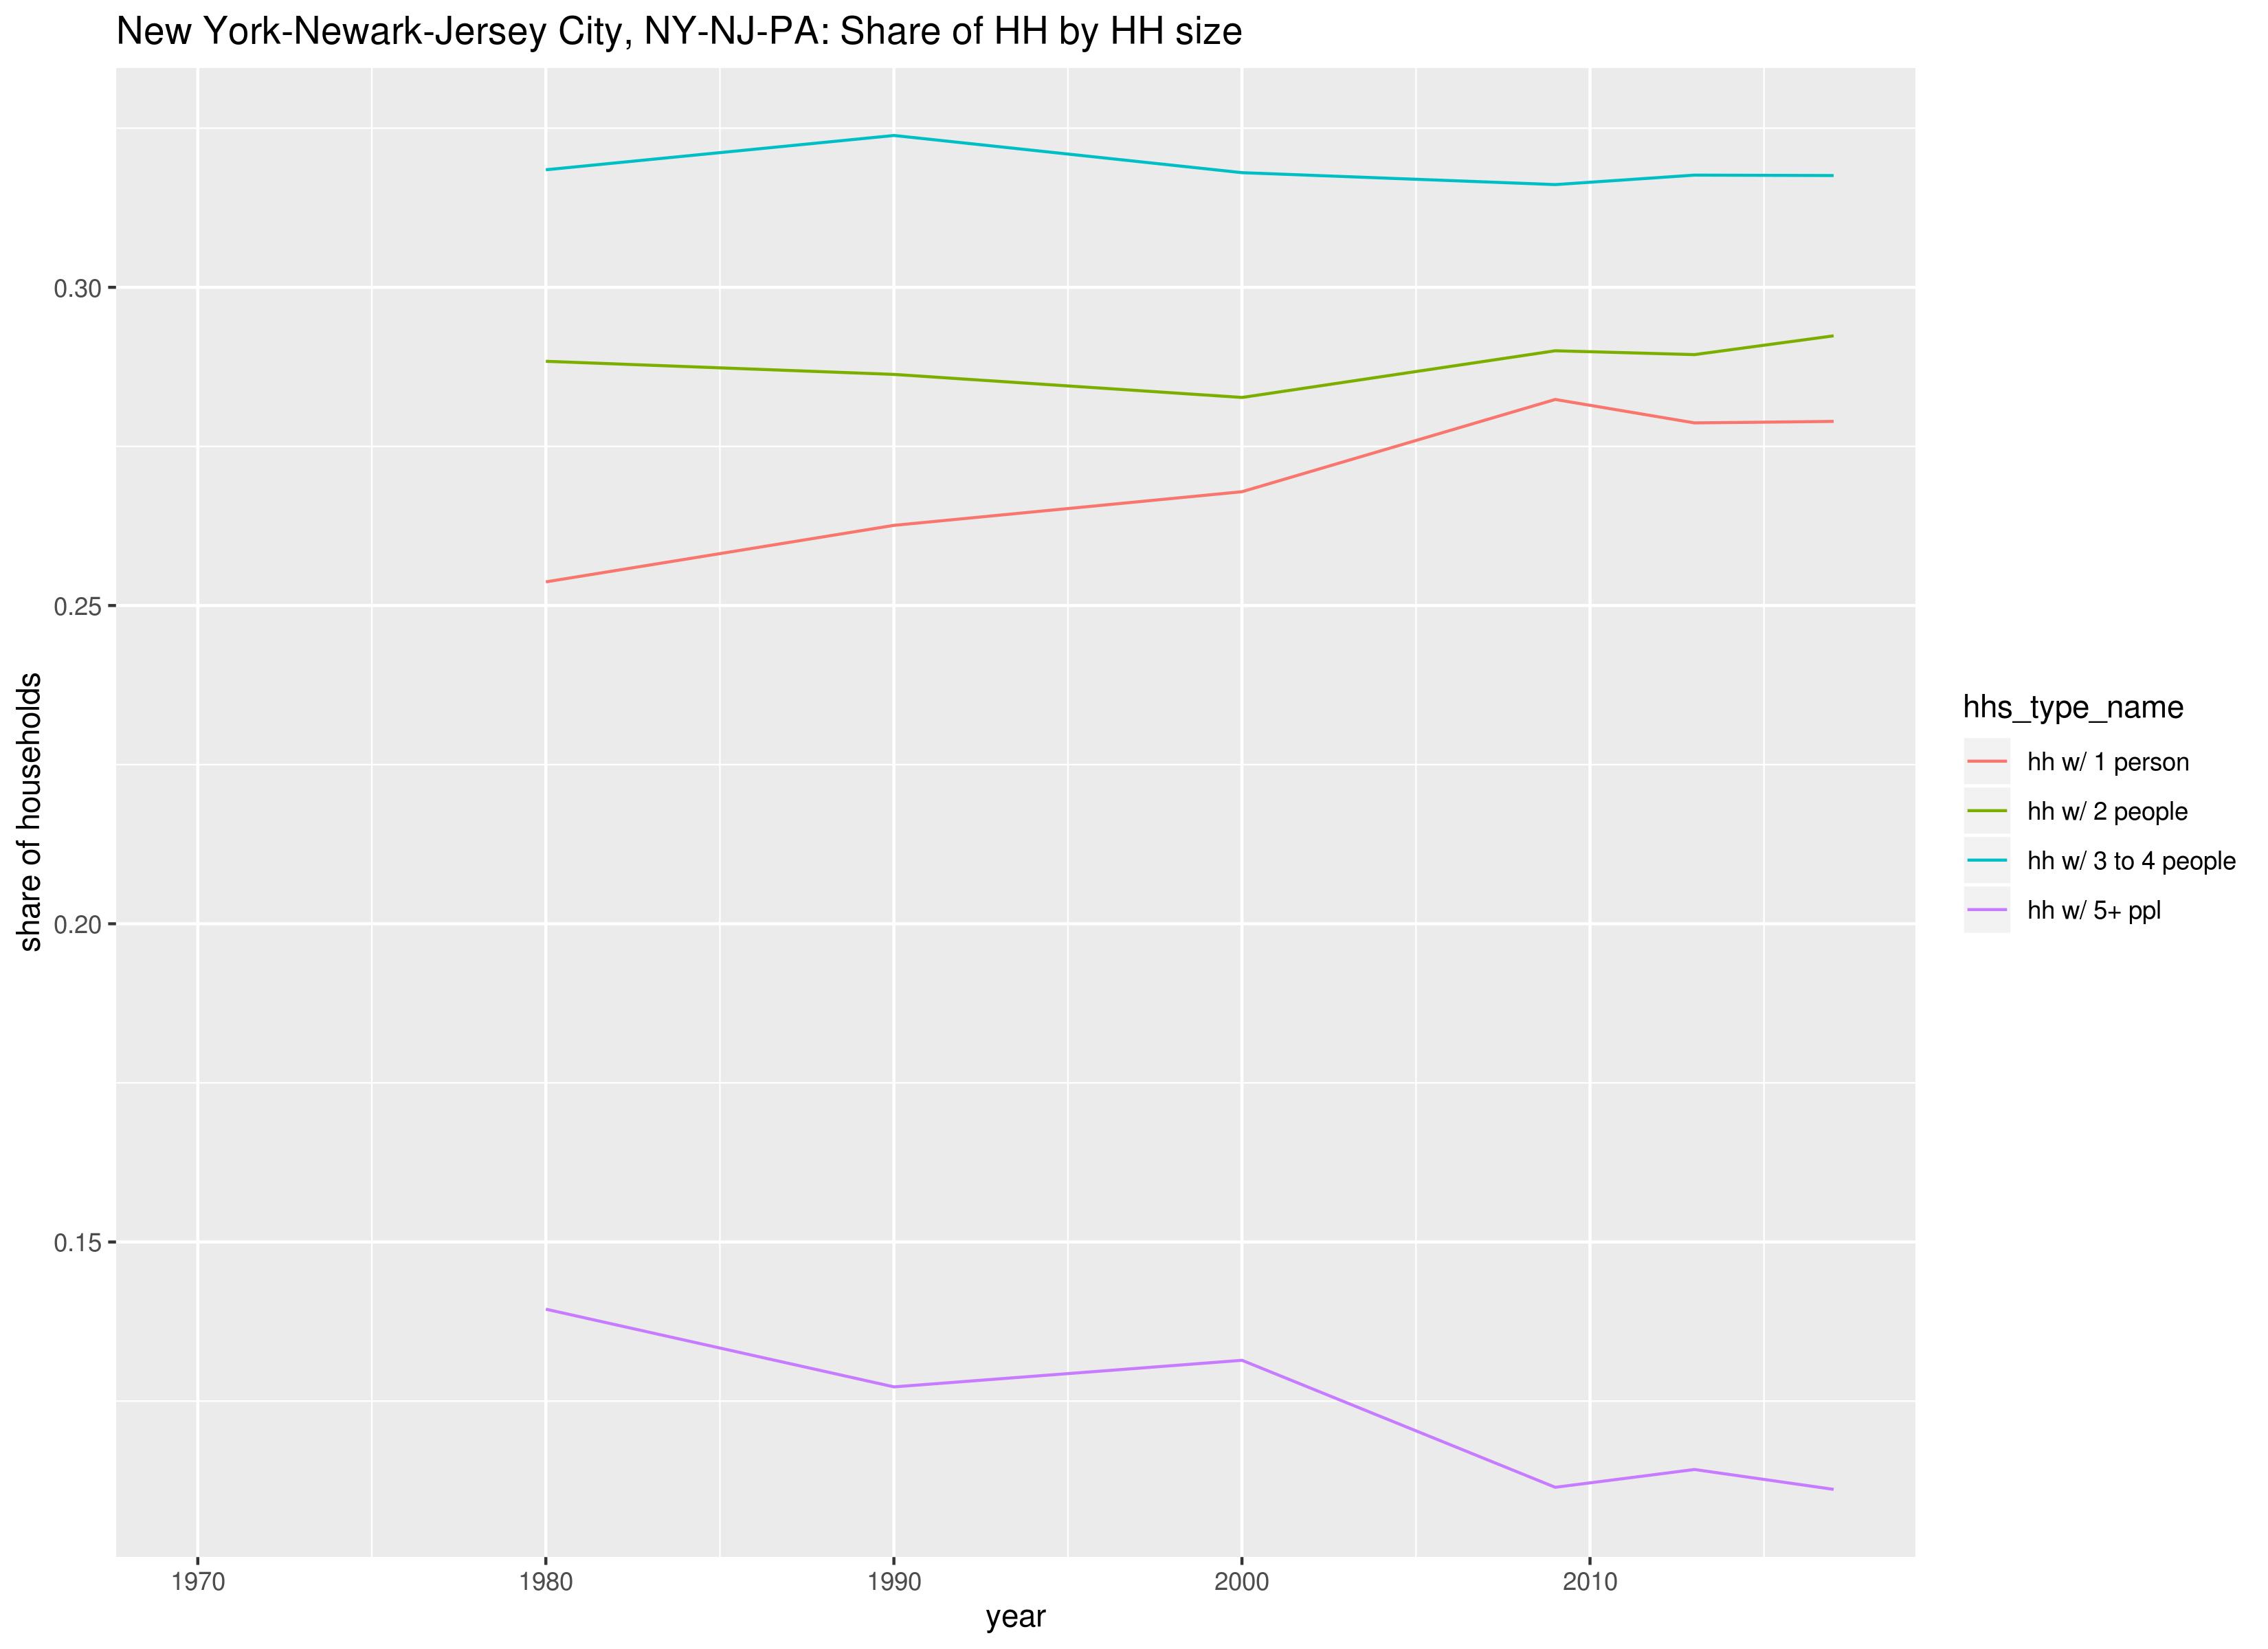 New York-Newark-Jersey City, NY-NJ-PA: Share of HH by HH size
0.30
0.25
0.20
0.15
share of households
1970
1980
1990
2000
2010
year
hhs_type_name
hh w/ 1 person
hh w/ 2 people
hh w/ 3 to 4 people
hh w/ 5+ ppl